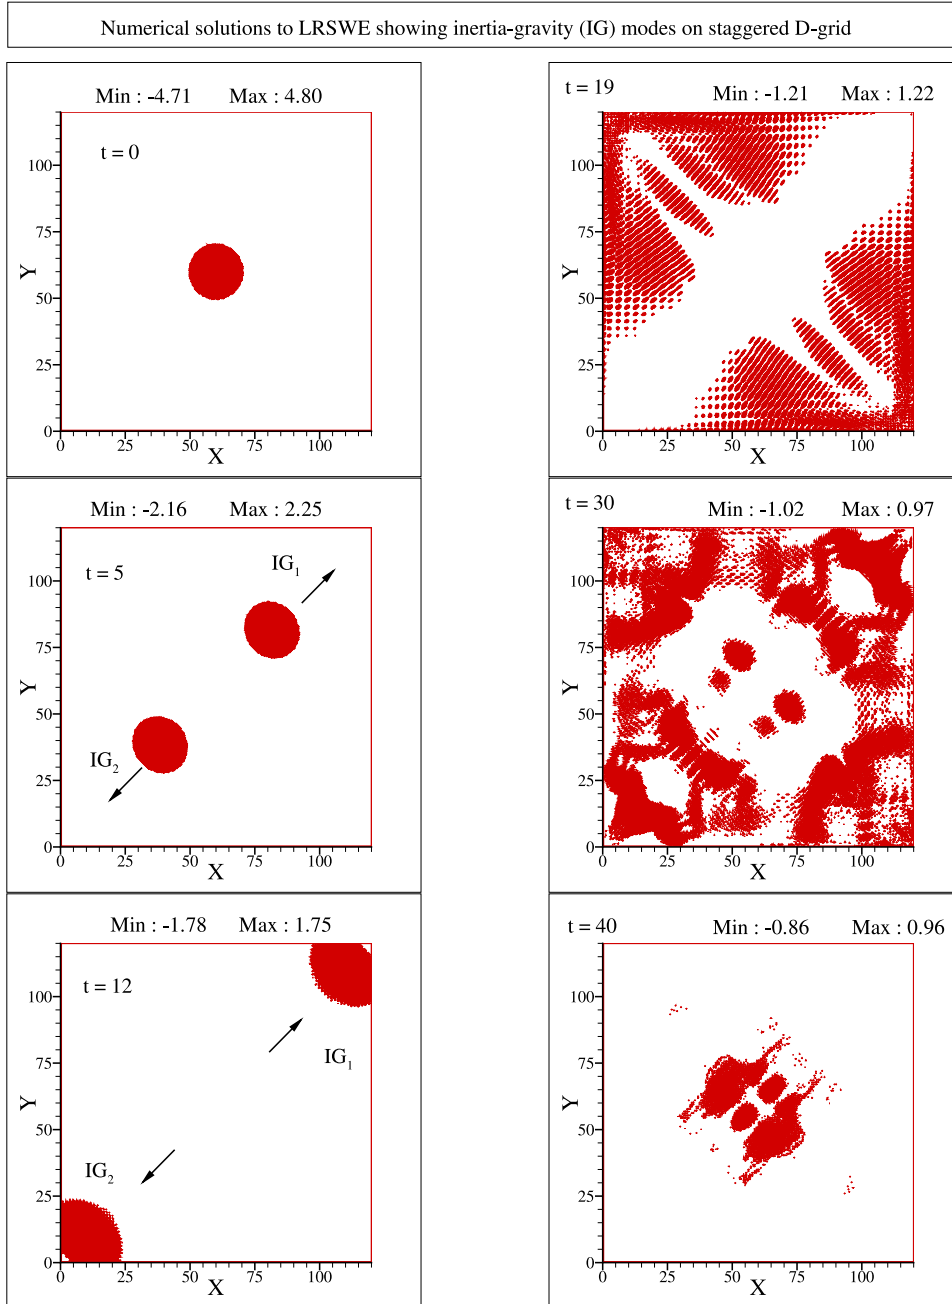 Numerical solutions to LRSWE showing inertia-gravity (IG) modes on staggered D-grid
Min : -4.71 Max : 4.80
t = 0
Y
100
75
50
25
0
0 25 50 75 100
X
t = 19 Min : -1.21 Max : 1.22
Y
100
75
50
25
0
0 25 50 75 100
X
Min : -2.16 Max : 2.25
t = 5
IG₁
IG₂
Y
100
75
50
25
0
0 25 50 75 100
X
t = 30 Min : -1.02 Max : 0.97
Y
100
75
50
25
0
0 25 50 75 100
X
Min : -1.78 Max : 1.75
t = 12
IG₁
IG₂
Y
100
75
50
25
0
0 25 50 75 100
X
t = 40 Min : -0.86 Max : 0.96
Y
100
75
50
25
0
0 25 50 75 100
X